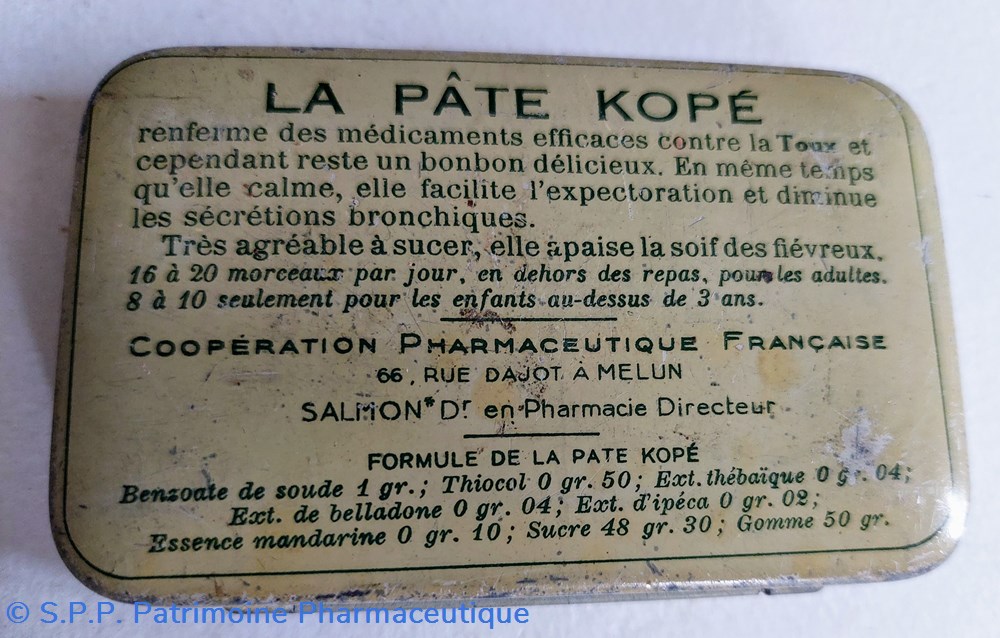 LA PÂTE KOPÉ
renferme des médicaments efficaces contre la Toux et
cependant reste un bonbon délicieux. En même temps
qu'elle calme, elle facilite l'expectoration et diminue
les sécrétions bronchiques.
Très agréable à sucer, elle apaise la soif des fiévreux.
16 à 20 morceaux par jour, en dehors des repas, pour les adultes.
8 à 10 seulement pour les enfants au-dessus de 3 ans.
COOPÉRATION PHARMACEUTIQUE FRANÇAISE
66, RUE DAJOT À MELUN
SALMON* Dr en Pharmacie Directeur
FORMULE DE LA PATE KOPÉ
Benzoate de soude 1 gr.; Thiocol 0 gr. 50; Ext. thébaïque 0 gr. 04;
Ext. de belladone 0 gr. 04; Ext. d'ipéca 0 gr. 02;
Essence mandarine 0 gr. 10; Sucre 48 gr. 30; Gomme 50 gr.
© S.P.P. Patrimoine Pharmaceutique